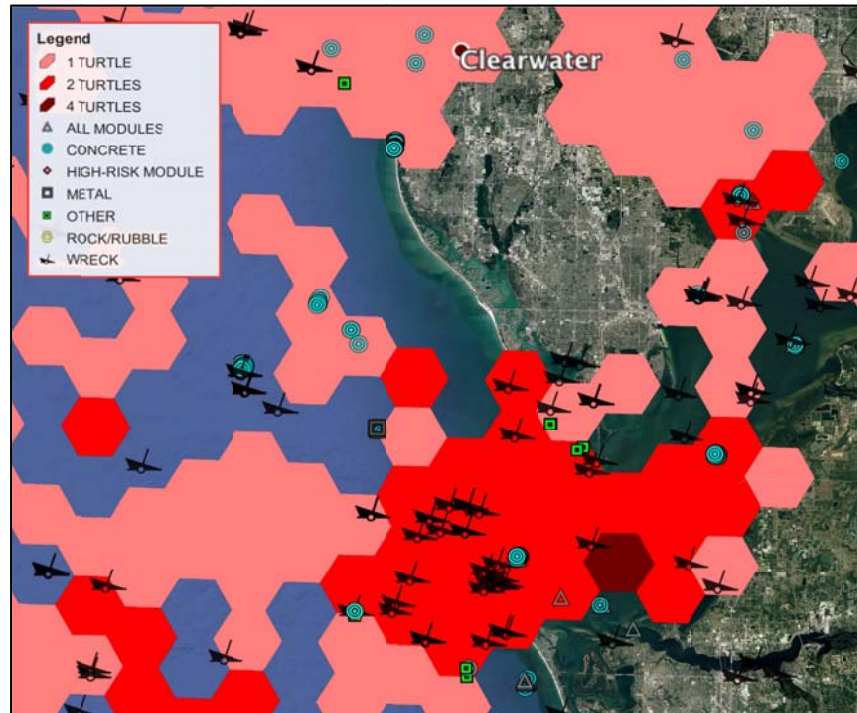 Legend
1 TURTLE
2 TURTLES
4 TURTLES
ALL MODULES
CONCRETE
HIGH-RISK MODULE
METAL
OTHER
ROCK/RUBBLE
WRECK
Clearwater